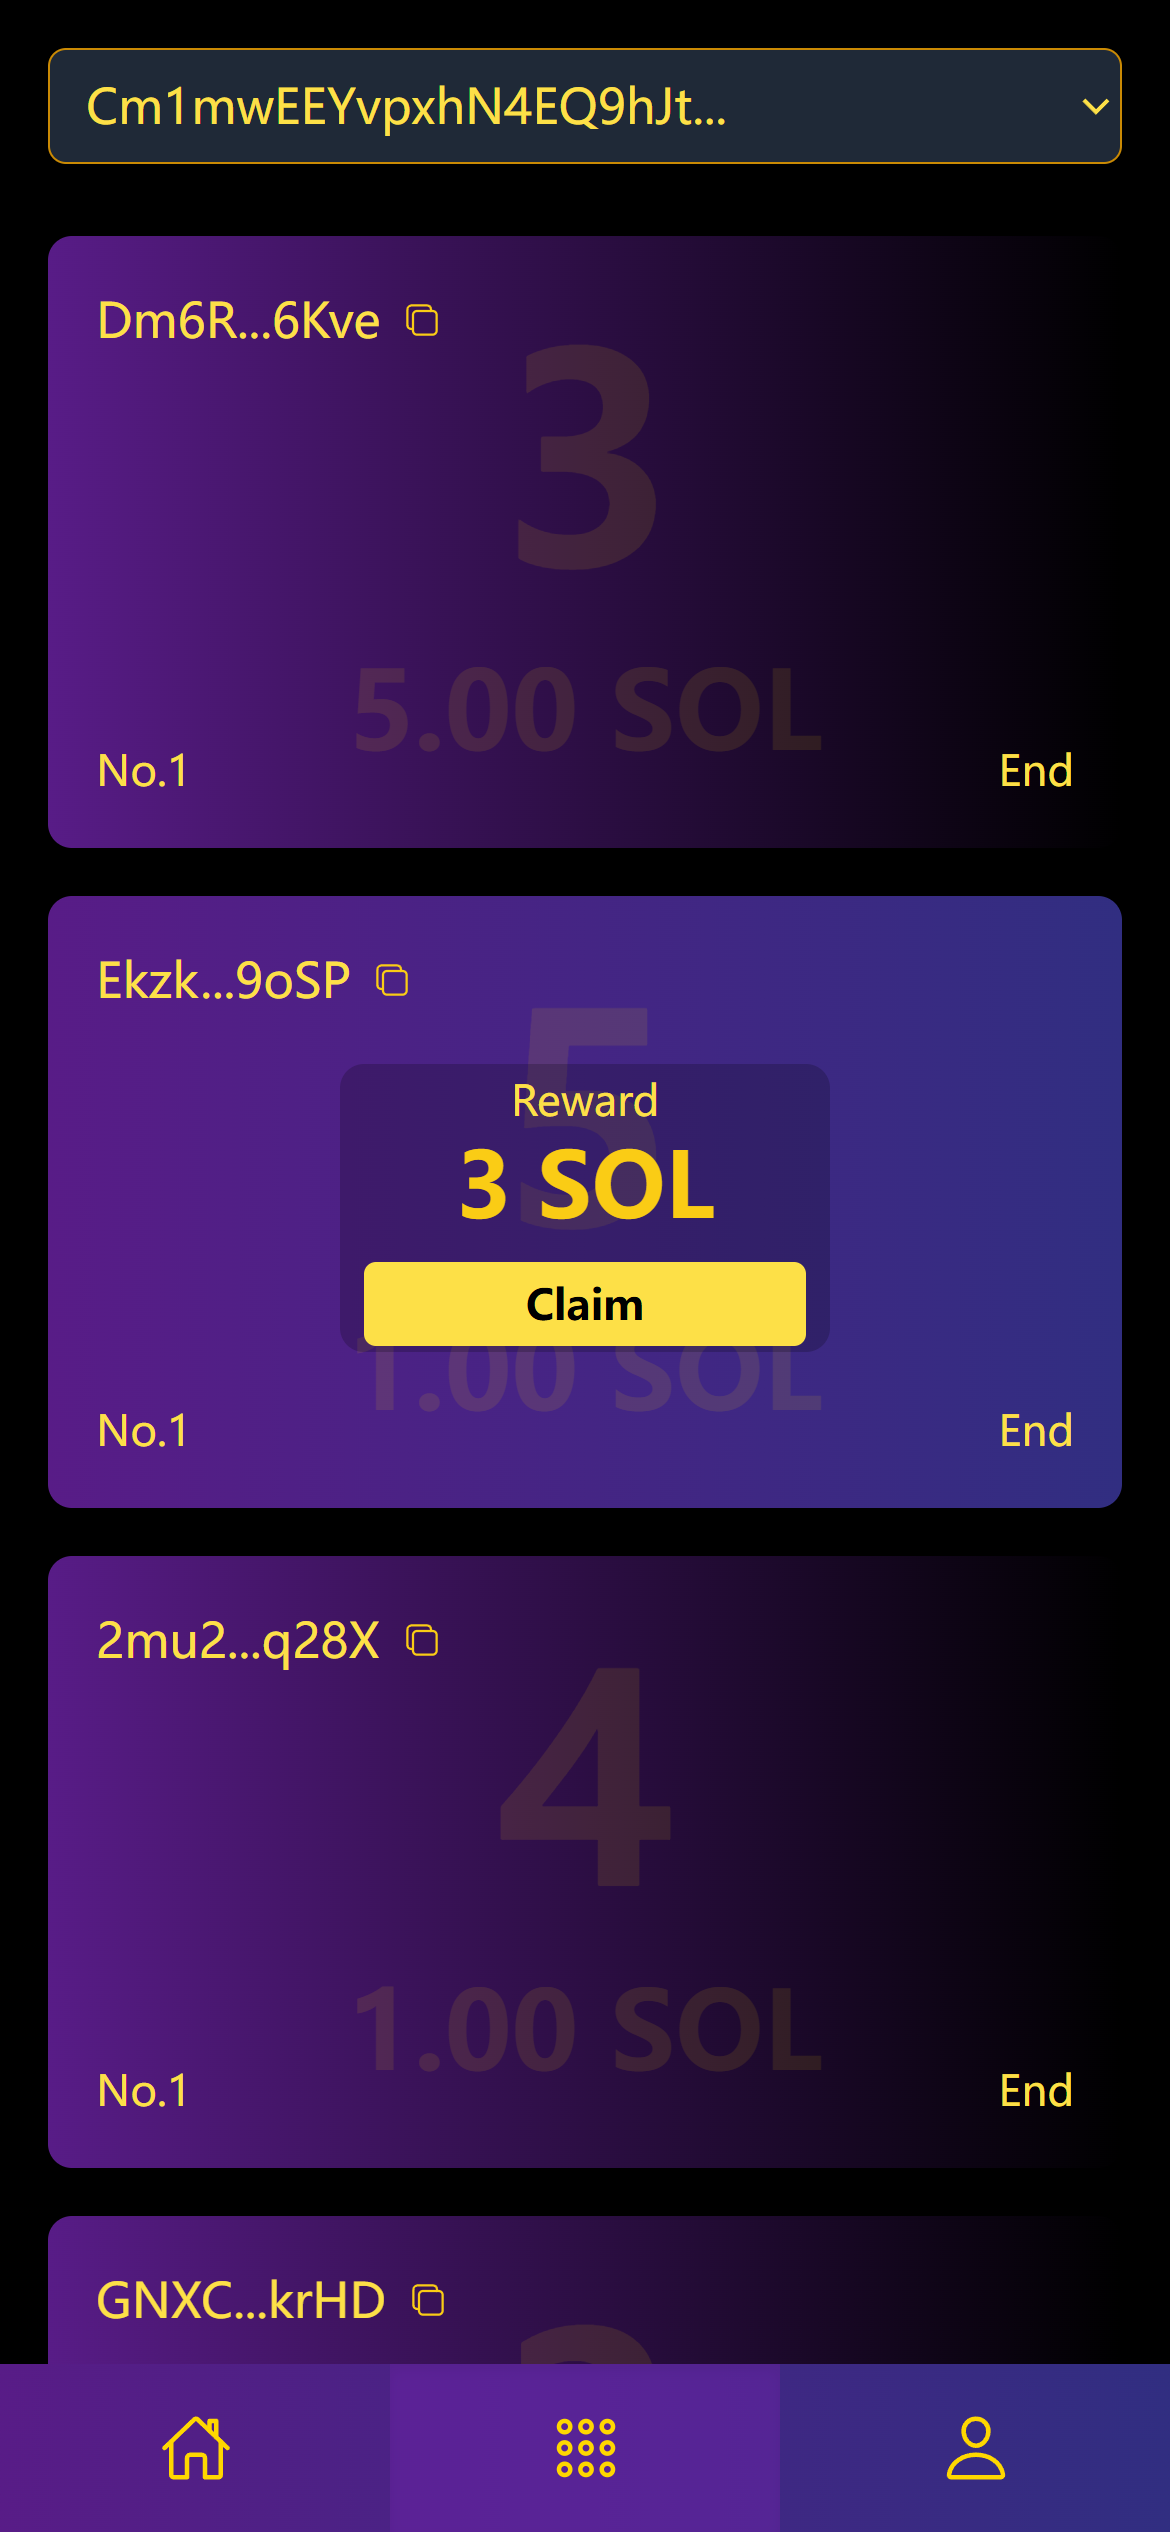 Cm1mwEEYvpxhN4EQ9hJt...
Dm6R...6Kve
3
5.00 SOL
No.1
End
Ekzk...9oSP
5
Reward
3 SOL
Claim
1.00 SOL
No.1
End
2mu2...q28X
4
1.00 SOL
No.1
End
GNXC...krHD